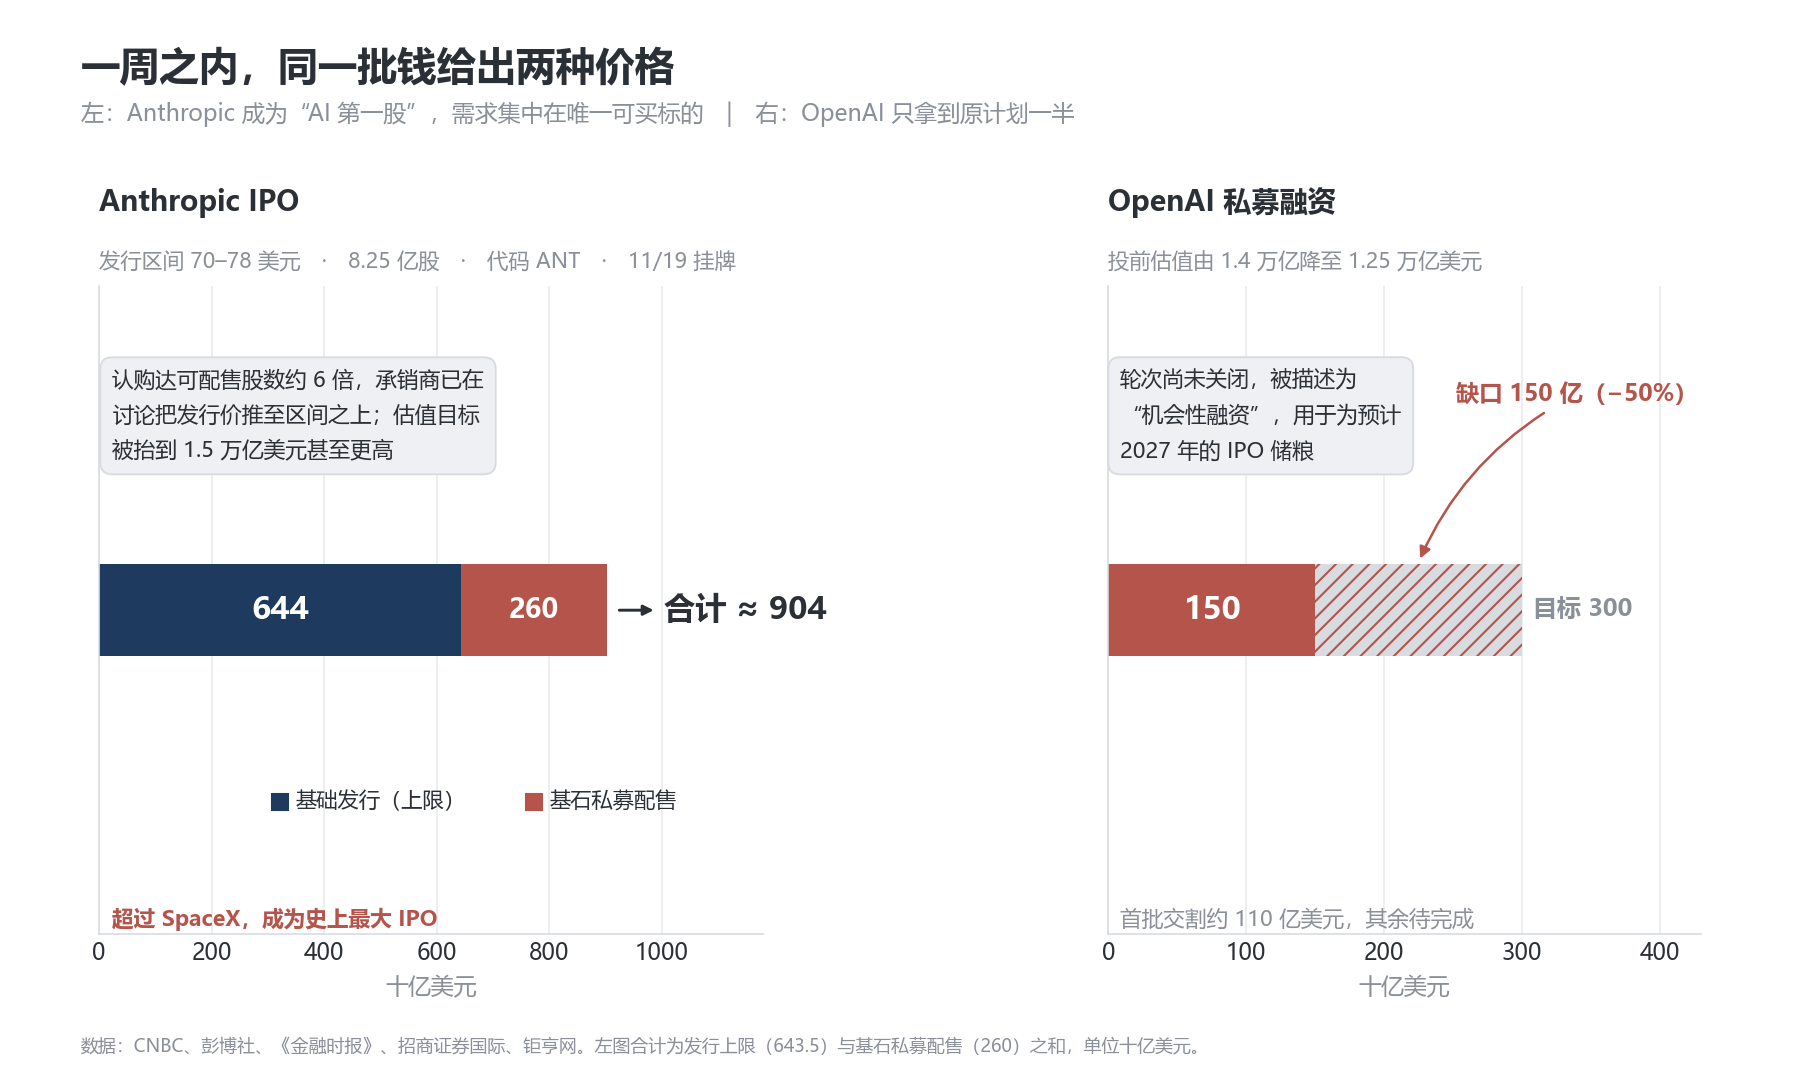 一周之内，同一批钱给出两种价格
左：Anthropic 成为“AI 第一股”，需求集中在唯一可买标的 ｜ 右：OpenAI 只拿到原计划一半
Anthropic IPO
发行区间 70–78 美元 · 8.25 亿股 · 代码 ANT · 11/19 挂牌
认购达可配售股数约 6 倍，承销商已在
讨论把发行价推至区间之上；估值目标
被抬到 1.5 万亿美元甚至更高
644
260
合计 ≈ 904
基础发行（上限）
基石私募配售
超过 SpaceX，成为史上最大 IPO
0 200 400 600 800 1000
十亿美元
OpenAI 私募融资
投前估值由 1.4 万亿降至 1.25 万亿美元
轮次尚未关闭，被描述为
“机会性融资”，用于为预计
2027 年的 IPO 储粮
缺口 150 亿（−50%）
150
目标 300
首批交割约 110 亿美元，其余待完成
0 100 200 300 400
十亿美元
数据：CNBC、彭博社、《金融时报》、招商证券国际、钜亨网。左图合计为发行上限（643.5）与基石私募配售（260）之和，单位十亿美元。